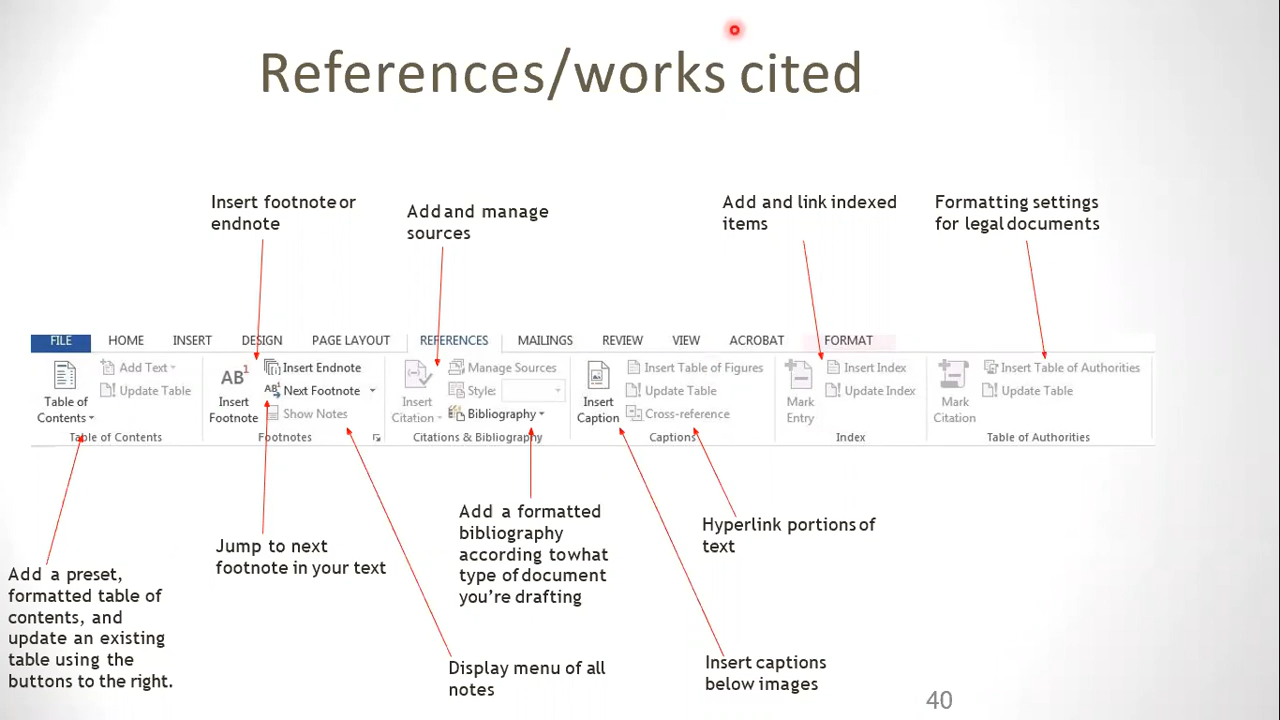 References/works cited
Insert footnote or
endnote
Add and manage
sources
Add and link indexed
items
Formatting settings
for legal documents
FILE HOME INSERT DESIGN PAGE LAYOUT REFERENCES MAILINGS REVIEW VIEW ACROBAT FORMAT
Table of
Contents
Add Text
Update Table
Table of Contents
AB1
Insert
Footnote
Insert Endnote
AB1 Next Footnote
Show Notes
Footnotes
Insert
Citation
Manage Sources
Style:
Bibliography
Citations & Bibliography
Insert
Caption
Insert Table of Figures
Update Table
Cross-reference
Captions
Mark
Entry
Insert Index
Update Index
Index
Mark
Citation
Insert Table of Authorities
Update Table
Table of Authorities
Add a preset,
formatted table of
contents, and
update an existing
table using the
buttons to the right.
Jump to next
footnote in your text
Display menu of all
notes
Add a formatted
bibliography
according to what
type of document
you're drafting
Insert captions
below images
Hyperlink portions of
text
40